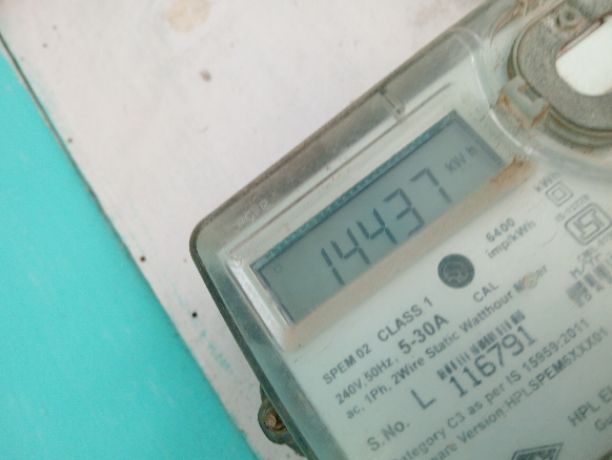 14437 kWh
6400
imp/kWh
SPEM 02 CLASS 1
240V, 50Hz, 5-30A CAL
ac, 1Ph, 2Wire Static Watthour
S.No. L 116791
Category C3 as per IS 15959:2011
Version:HPLSPEM
HPL